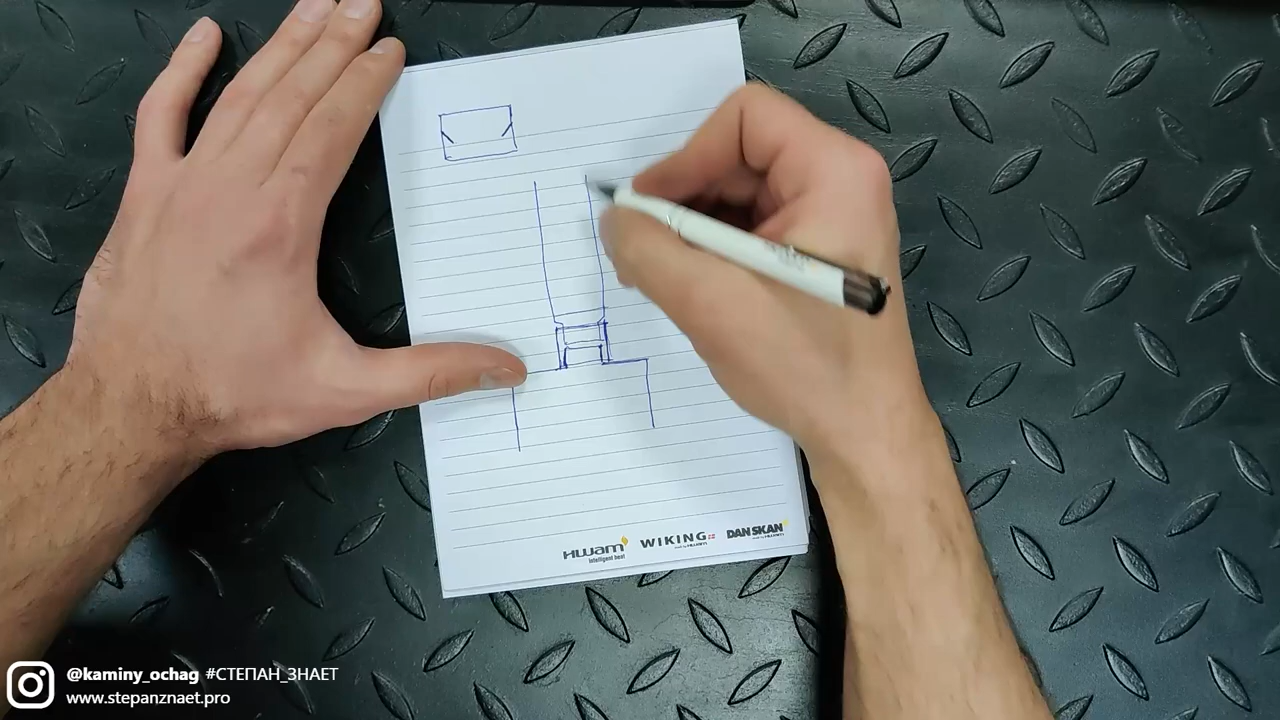 HWAM WIKING DAN SKAN
intelligent heat
@kaminy_ochag #СТЕПАН_ЗНАЕТ
www.stepanznaet.pro